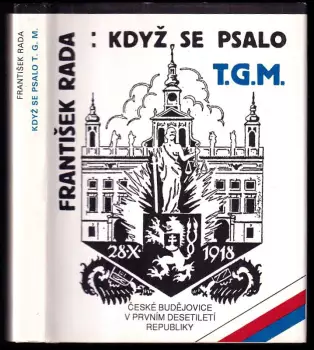 FRANTIŠEK RADA
KDYŽ SE PSALO T. G. M.
FRANTIŠEK RADA: KDYŽ SE PSALO
T.G.M.
28·X· 1918
ČESKÉ BUDĚJOVICE
V PRVNÍM DESETILETÍ
REPUBLIKY